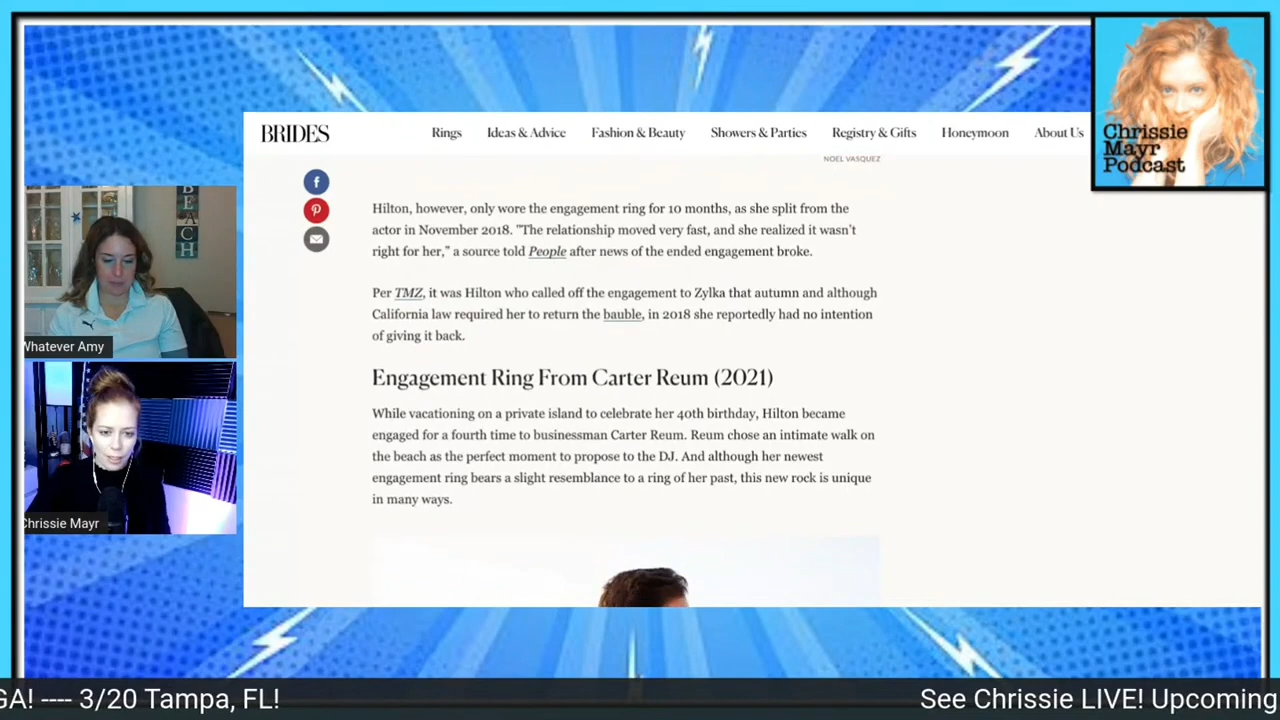 BRIDES
Rings
Ideas & Advice
Fashion & Beauty
Showers & Parties
Registry & Gifts
Honeymoon
About Us
NOEL VASQUEZ
Hilton, however, only wore the engagement ring for 10 months, as she split from the
actor in November 2018. "The relationship moved very fast, and she realized it wasn't
right for her," a source told People after news of the ended engagement broke.
Per TMZ, it was Hilton who called off the engagement to Zylka that autumn and although
California law required her to return the bauble, in 2018 she reportedly had no intention
of giving it back.
Engagement Ring From Carter Reum (2021)
While vacationing on a private island to celebrate her 40th birthday, Hilton became
engaged for a fourth time to businessman Carter Reum. Reum chose an intimate walk on
the beach as the perfect moment to propose to the DJ. And although her newest
engagement ring bears a slight resemblance to a ring of her past, this new rock is unique
in many ways.
Chrissie
Mayr
Podcast
BEACH
Whatever Amy
Chrissie Mayr
GA! ---- 3/20 Tampa, FL!
See Chrissie LIVE! Upcoming